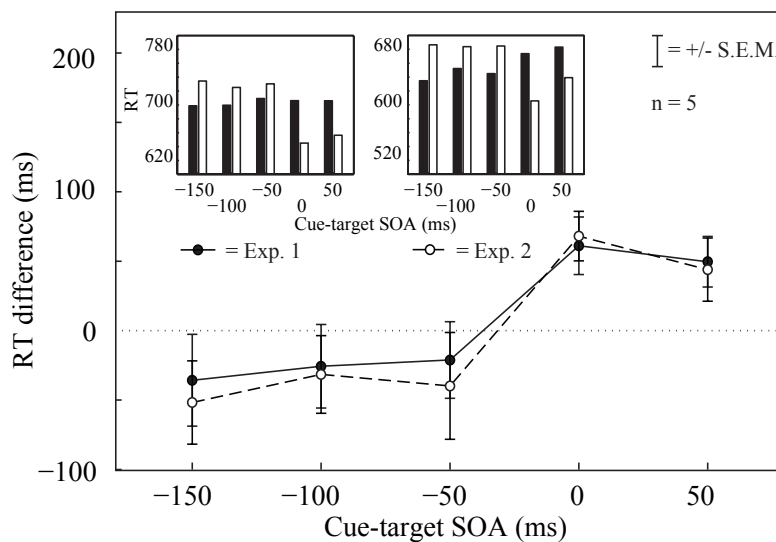 200
100
0
−100
RT difference (ms)
−150 −100 −50 0 50
Cue-target SOA (ms)
780
700
620
RT
−150 −50 50
−100 0
680
600
520
−150 −50 50
−100 0
Cue-target SOA (ms)
= Exp. 1 = Exp. 2
= +/- S.E.M.
n = 5